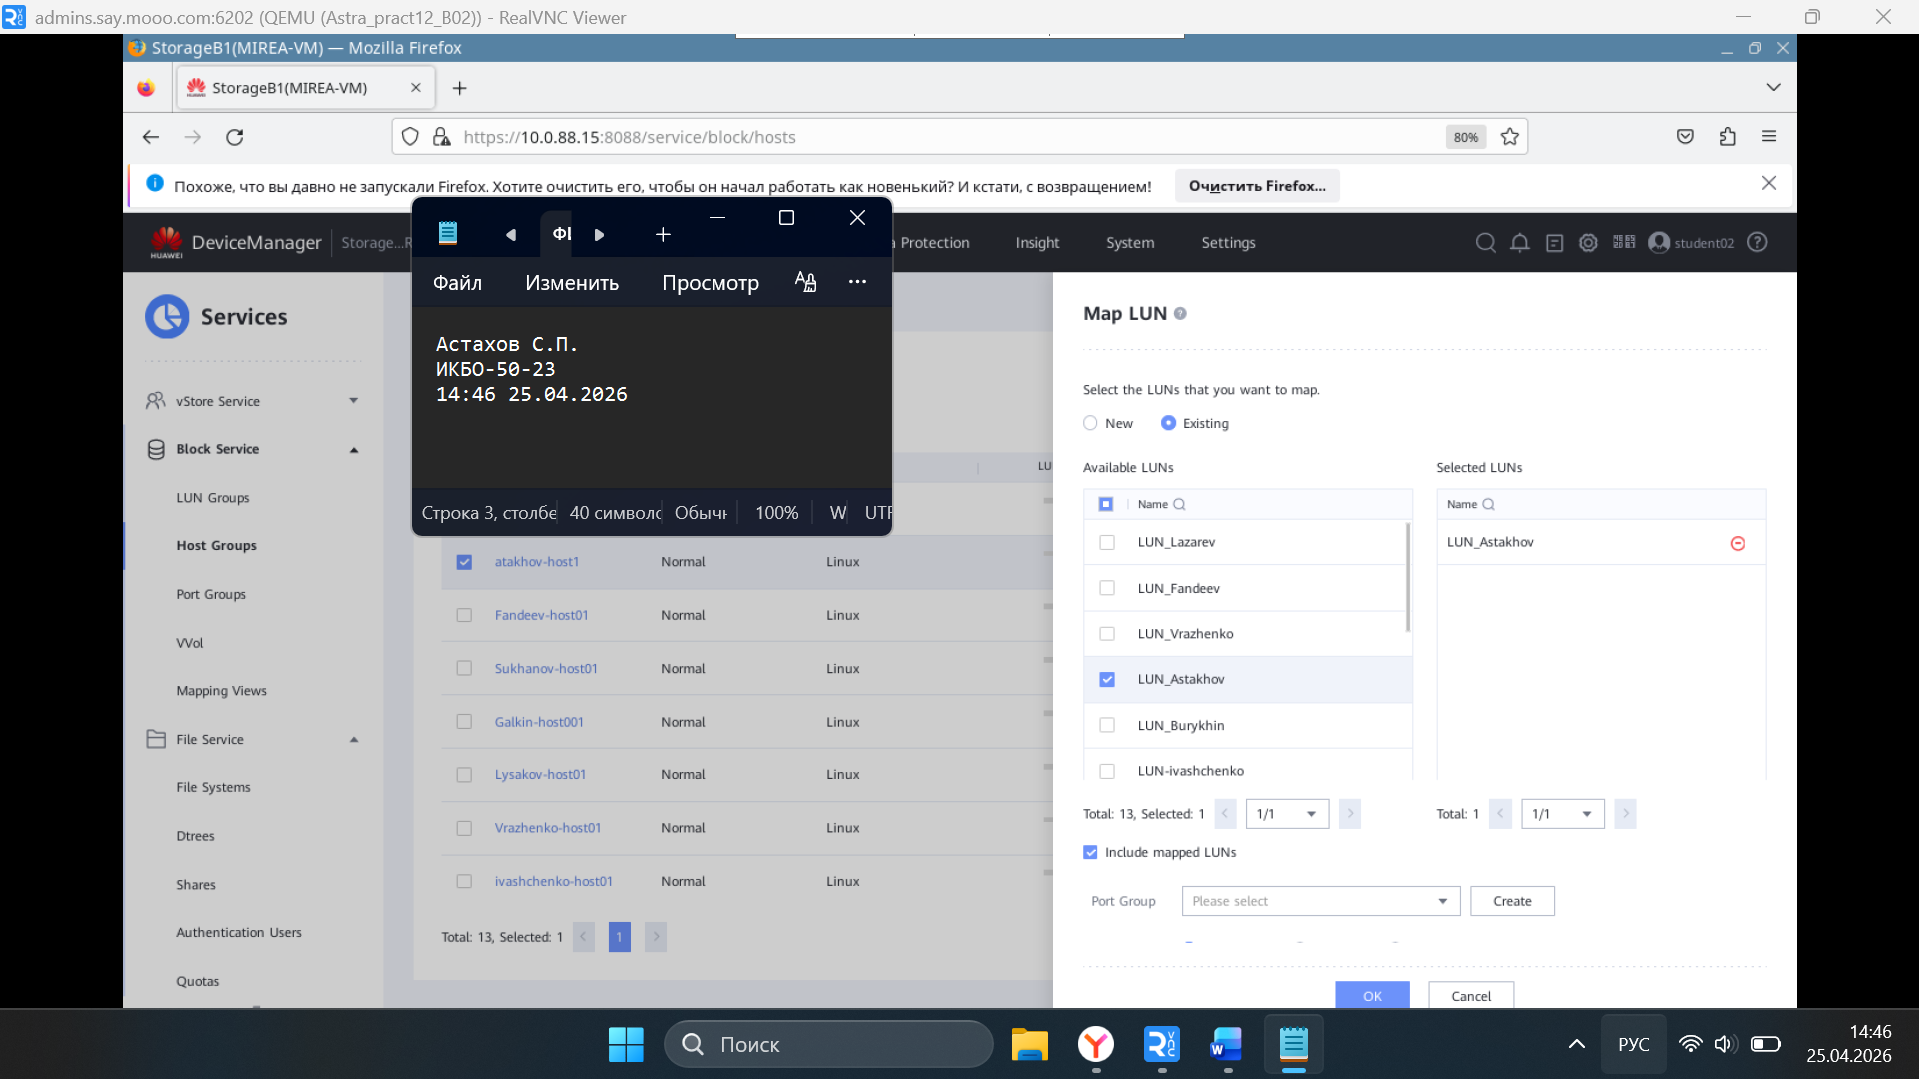 admins.say.mooo.com:6202 (QEMU (Astra_pract12_B02)) - RealVNC Viewer
StorageB1(MIREA-VM) — Mozilla Firefox
StorageB1(MIREA-VM)
https://10.0.88.15:8088/service/block/hosts
80%
Похоже, что вы давно не запускали Firefox. Хотите очистить его, чтобы он начал работать как новенький? И кстати, с возвращением!
Очистить Firefox...
HUAWEI
DeviceManager
Storage...
Protection
Insight
System
Settings
student02
Файл
Изменить
Просмотр
Астахов С.П.
ИКБО-50-23
14:46 25.04.2026
Строка 3, столбе
40 символо
Обычн
100%
W
UTF
Services
vStore Service
Block Service
LUN Groups
Host Groups
Port Groups
VVol
Mapping Views
File Service
File Systems
Dtrees
Shares
Authentication Users
Quotas
LU
atakhov-host1 Normal Linux
Fandeev-host01 Normal Linux
Sukhanov-host01 Normal Linux
Galkin-host001 Normal Linux
Lysakov-host01 Normal Linux
Vrazhenko-host01 Normal Linux
ivashchenko-host01 Normal Linux
Total: 13, Selected: 1
1
Map LUN
Select the LUNs that you want to map.
New Existing
Available LUNs
Name
LUN_Lazarev
LUN_Fandeev
LUN_Vrazhenko
LUN_Astakhov
LUN_Burykhin
LUN-ivashchenko
Total: 13, Selected: 1
1/1
Selected LUNs
Name
LUN_Astakhov
Total: 1
1/1
Include mapped LUNs
Port Group
Please select
Create
OK
Cancel
Поиск
РУС
14:46
25.04.2026